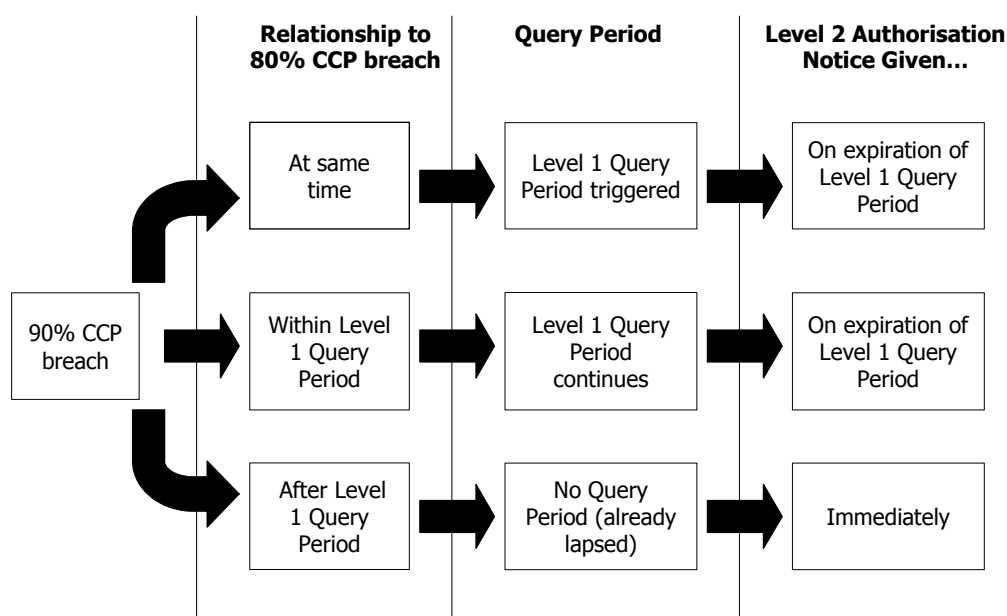 Relationship to
80% CCP breach
Query Period
Level 2 Authorisation
Notice Given...
90% CCP
breach
At same
time
Level 1 Query
Period triggered
On expiration of
Level 1 Query
Period
Within Level
1 Query
Period
Level 1 Query
Period
continues
On expiration of
Level 1 Query
Period
After Level
1 Query
Period
No Query
Period (already
lapsed)
Immediately